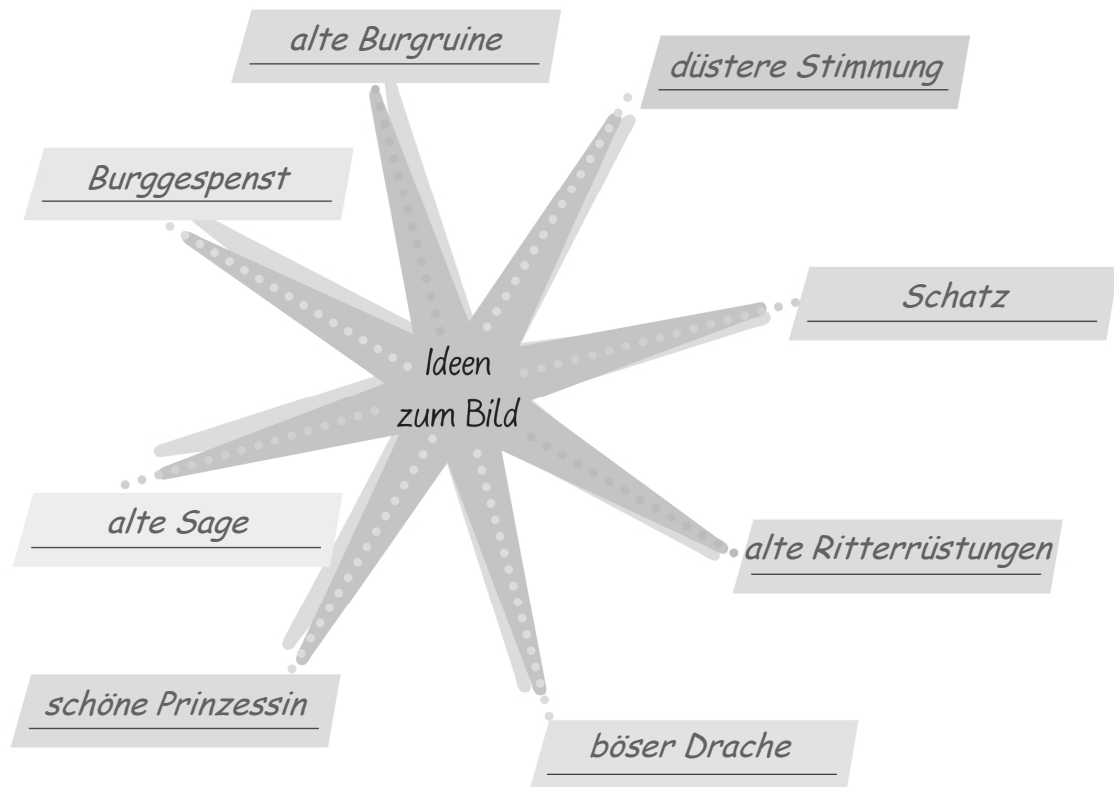 alte Burgruine
düstere Stimmung
Burggespenst
Schatz
Ideen
zum Bild
alte Sage
alte Ritterrüstungen
schöne Prinzessin
böser Drache